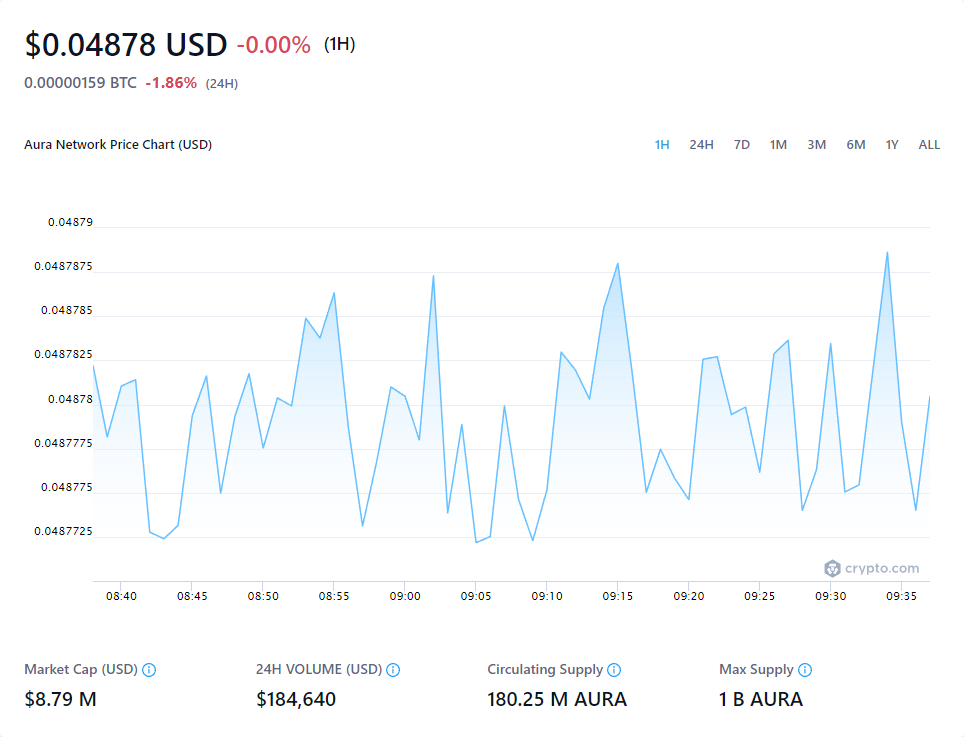 $0.04878 USD -0.00% (1H)
0.00000159 BTC -1.86% (24H)
Aura Network Price Chart (USD) 1H 24H 7D 1M 3M 6M 1Y ALL
0.04879
0.0487875
0.048785
0.0487825
0.04878
0.0487775
0.048775
0.0487725
crypto.com
08:40 08:45 08:50 08:55 09:00 09:05 09:10 09:15 09:20 09:25 09:30 09:35
Market Cap (USD) 24H VOLUME (USD) Circulating Supply Max Supply
$8.79 M $184,640 180.25 M AURA 1 B AURA